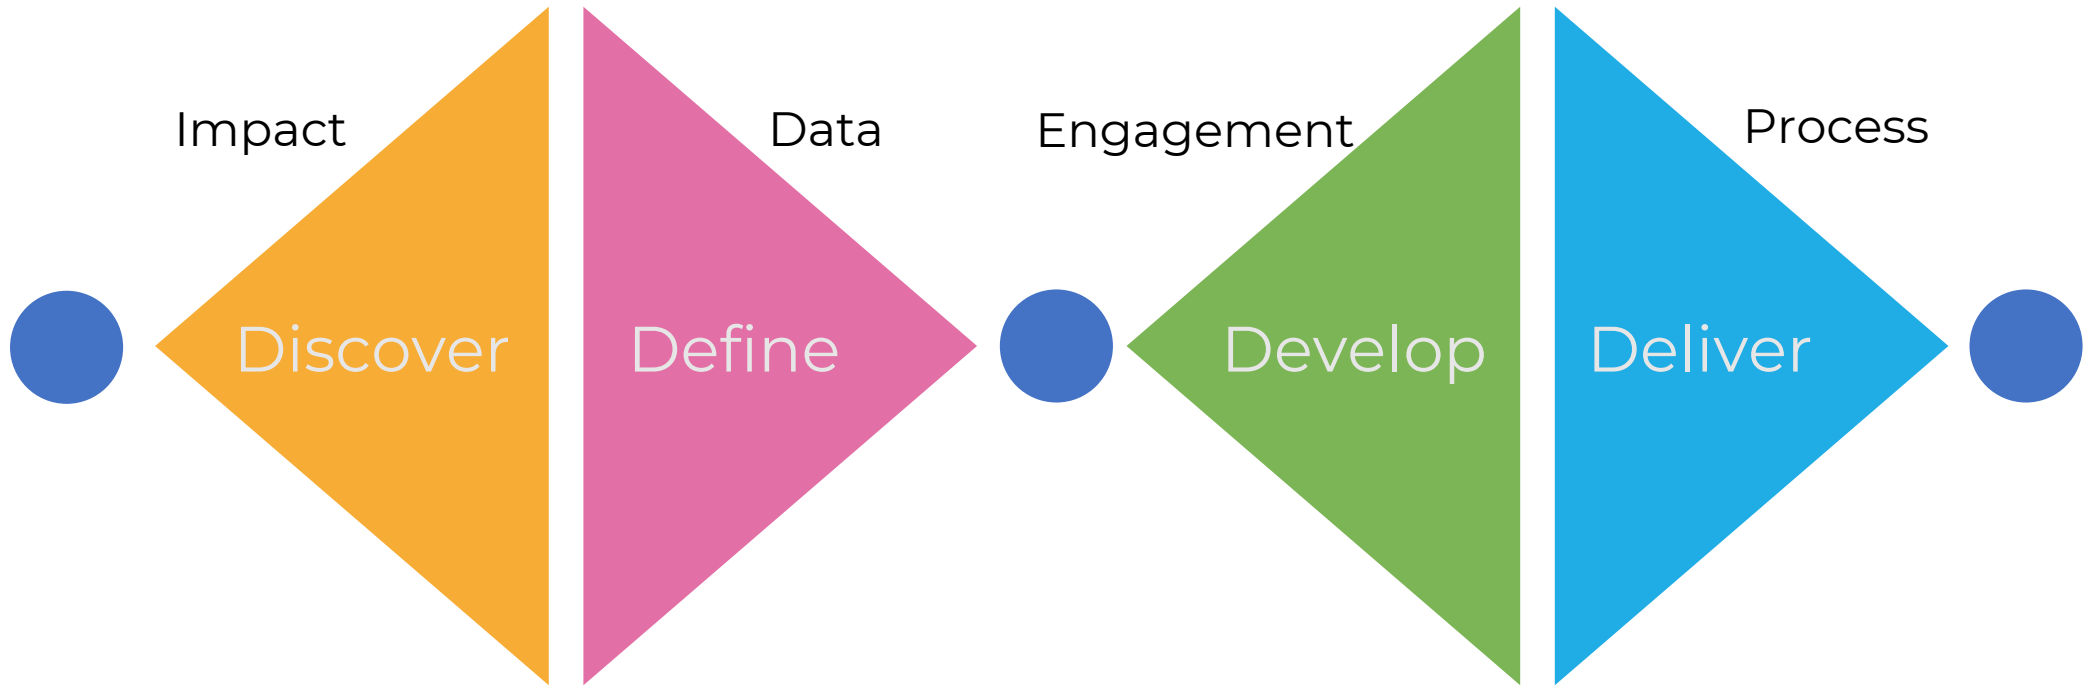 Impact
Data
Engagement
Process
Discover
Define
Develop
Deliver